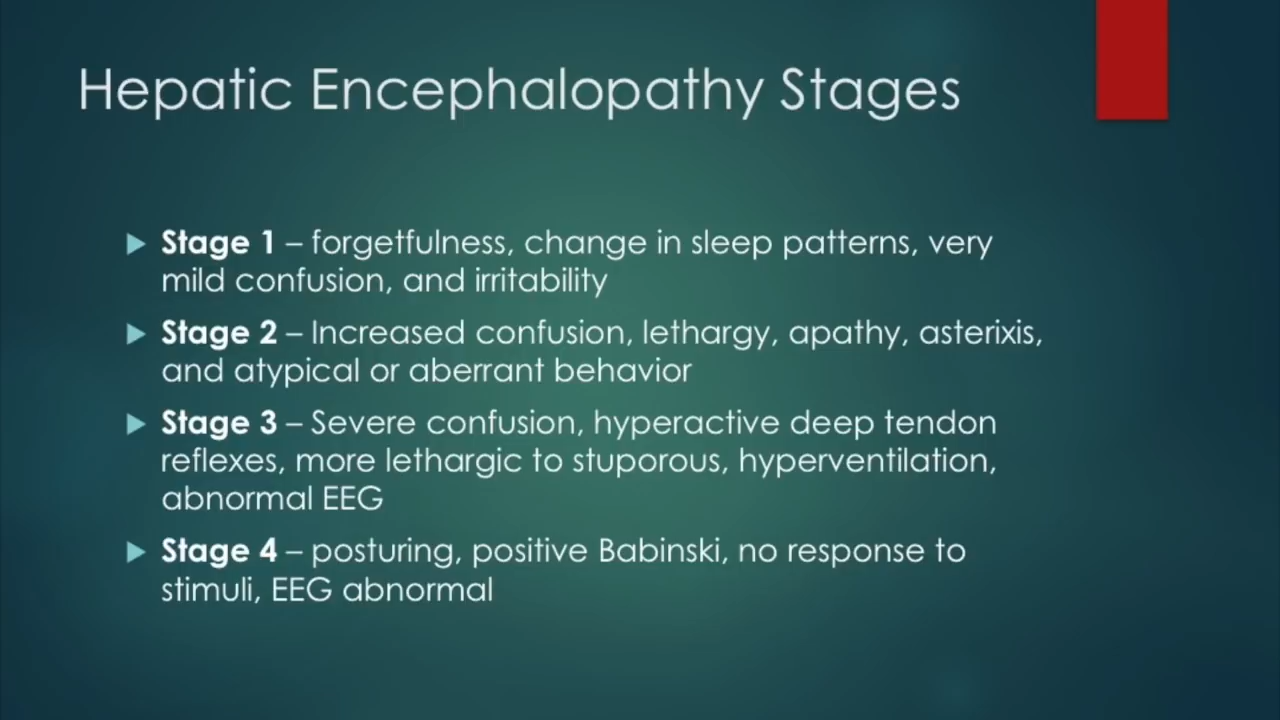 Hepatic Encephalopathy Stages
Stage 1 – forgetfulness, change in sleep patterns, very
mild confusion, and irritability
Stage 2 – Increased confusion, lethargy, apathy, asterixis,
and atypical or aberrant behavior
Stage 3 – Severe confusion, hyperactive deep tendon
reflexes, more lethargic to stuporous, hyperventilation,
abnormal EEG
Stage 4 – posturing, positive Babinski, no response to
stimuli, EEG abnormal